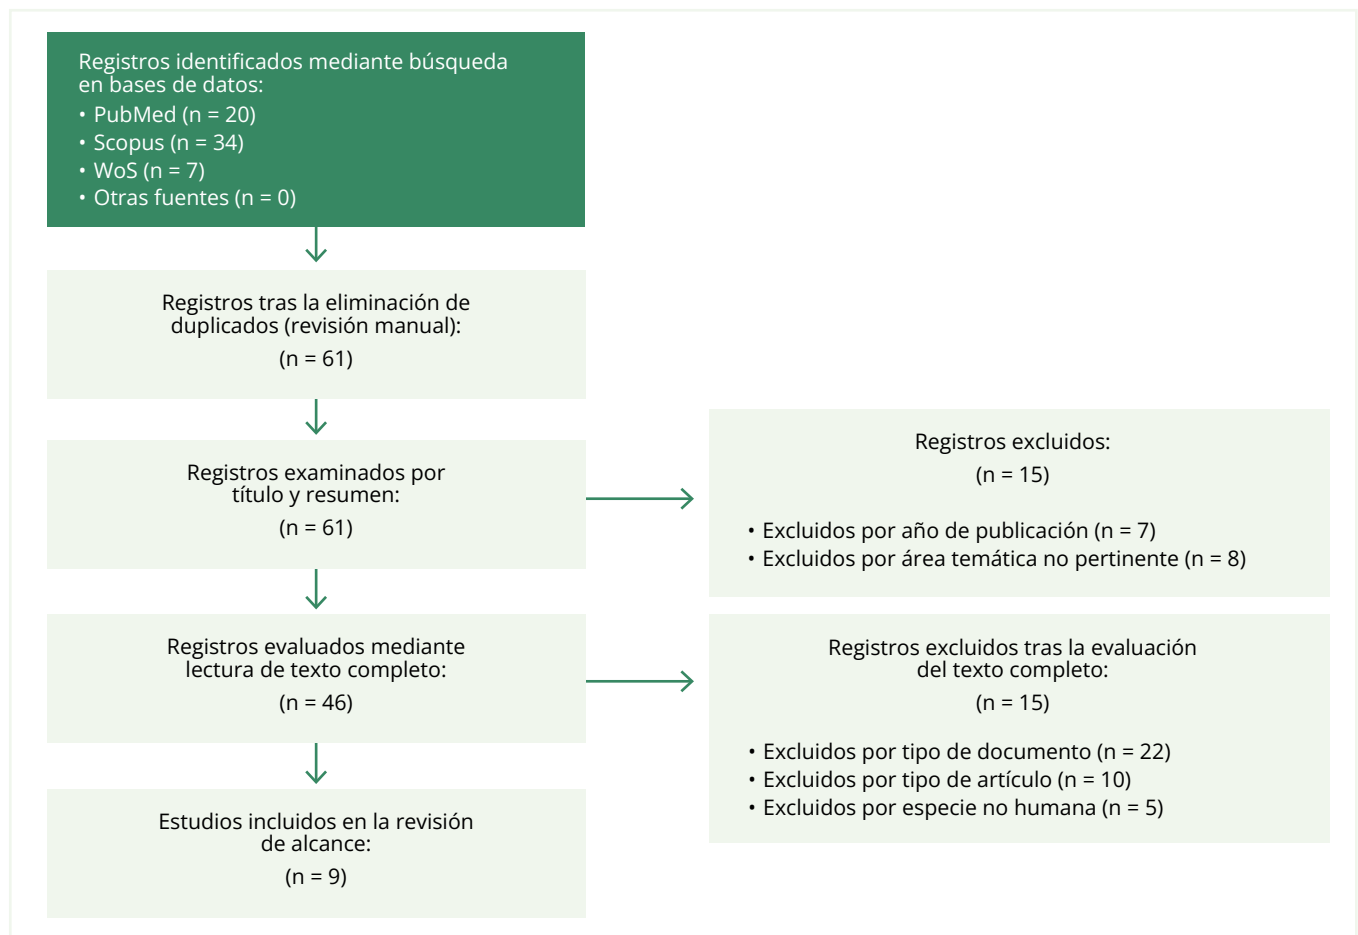 Registros identificados mediante búsqueda
en bases de datos:
• PubMed (n = 20)
• Scopus (n = 34)
• WoS (n = 7)
• Otras fuentes (n = 0)
Registros tras la eliminación de
duplicados (revisión manual):
(n = 61)
Registros examinados por
título y resumen:
(n = 61)
Registros excluidos:
(n = 15)
• Excluidos por año de publicación (n = 7)
• Excluidos por área temática no pertinente (n = 8)
Registros evaluados mediante
lectura de texto completo:
(n = 46)
Registros excluidos tras la evaluación
del texto completo:
(n = 15)
• Excluidos por tipo de documento (n = 22)
• Excluidos por tipo de artículo (n = 10)
• Excluidos por especie no humana (n = 5)
Estudios incluidos en la revisión
de alcance:
(n = 9)